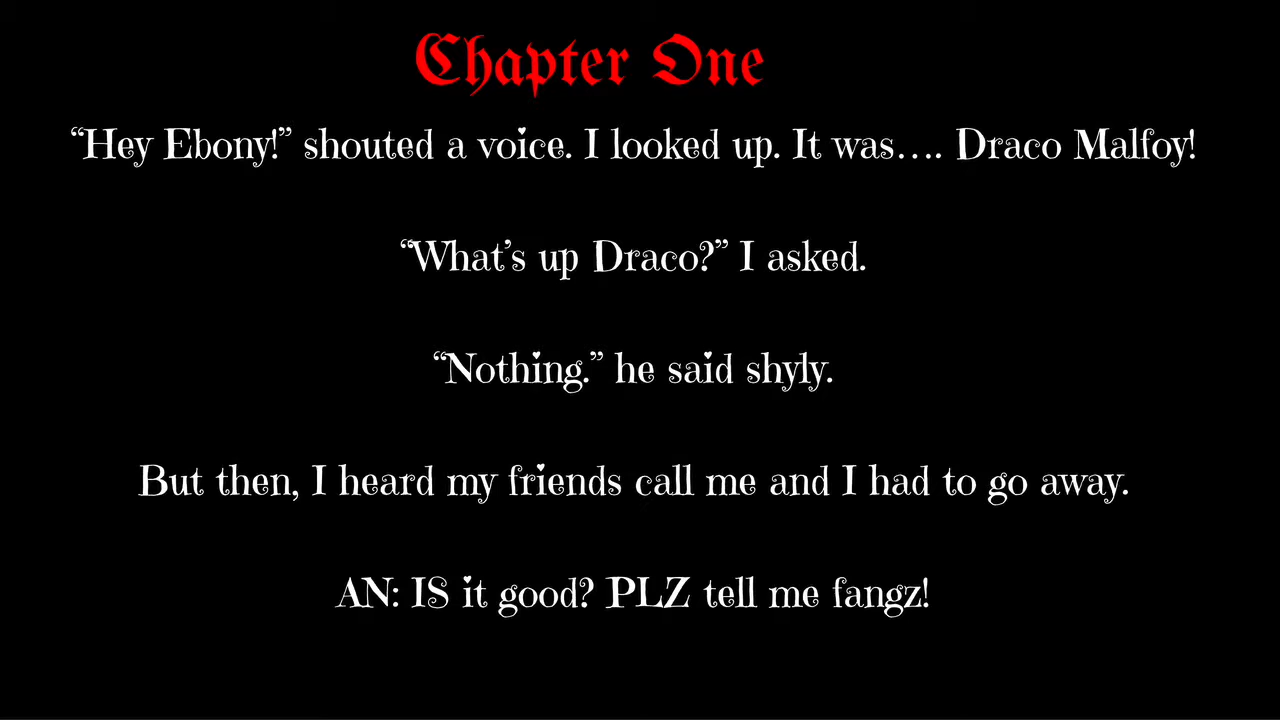 Chapter One
“Hey Ebony!” shouted a voice. I looked up. It was…. Draco Malfoy!
“What’s up Draco?” I asked.
“Nothing.” he said shyly.
But then, I heard my friends call me and I had to go away.
AN: IS it good? PLZ tell me fangz!